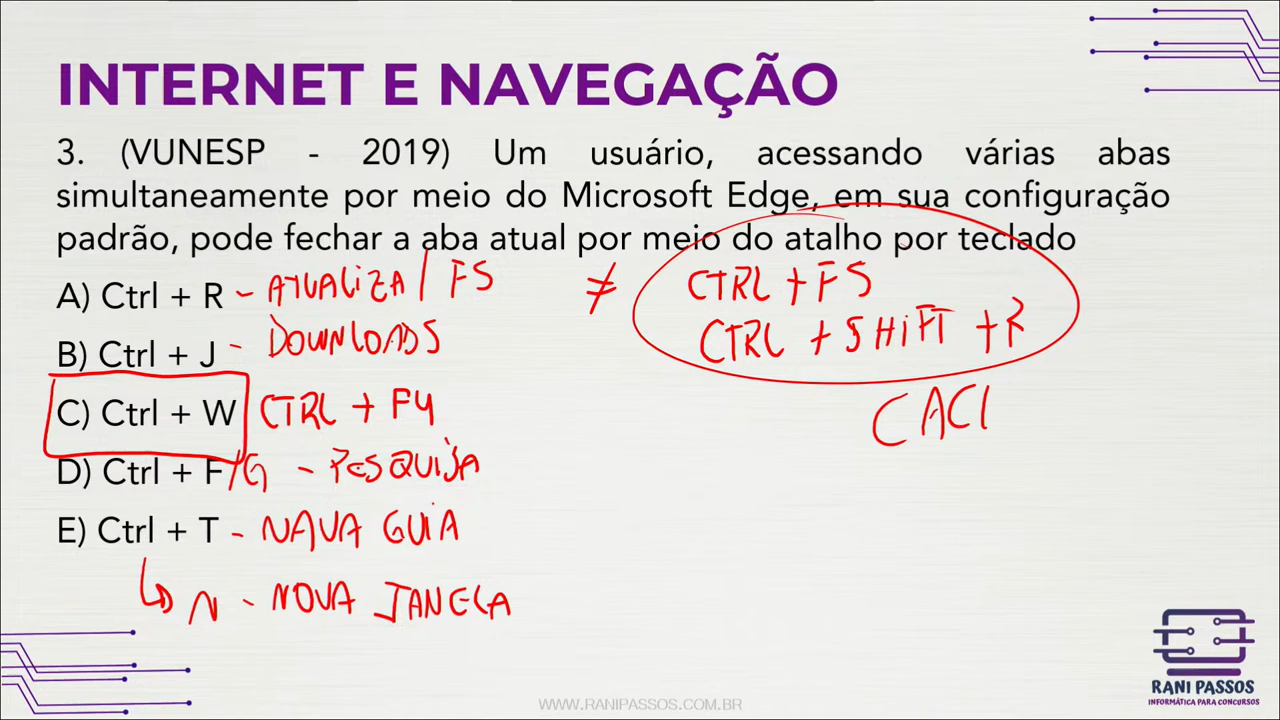 INTERNET E NAVEGAÇÃO
3. (VUNESP - 2019) Um usuário, acessando várias abas
simultaneamente por meio do Microsoft Edge, em sua configuração
padrão, pode fechar a aba atual por meio do atalho por teclado
A) Ctrl + R - ATUALIZA / F5 ≠ CTRL + F5
B) Ctrl + J - DOWNLOADS CTRL + SHIFT + R
C) Ctrl + W CTRL + F4 CACH
D) Ctrl + F/G - PESQUISA
E) Ctrl + T - NAVA GUIA
↳ N - NOVA JANELA
RANI PASSOS
INFORMÁTICA PARA CONCURSOS
WWW.RANIPASSOS.COM.BR